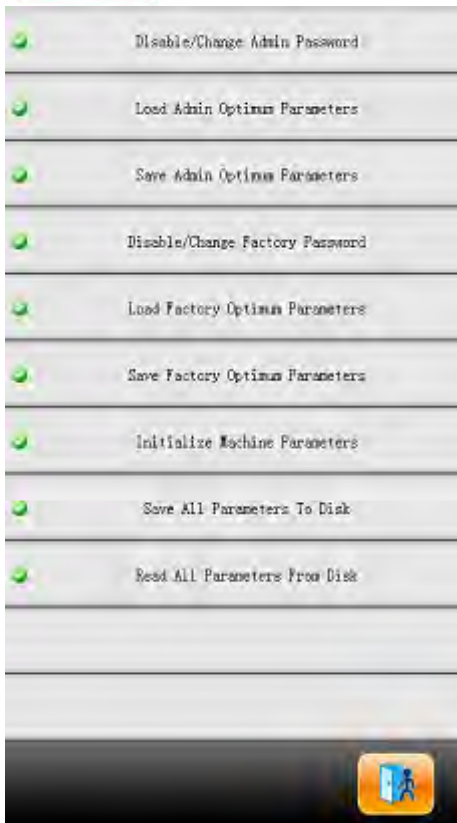 Disable/Change Admin Password
Load Admin Optimum Parameters
Save Admin Optimum Parameters
Disable/Change Factory Password
Load Factory Optimum Parameters
Save Factory Optimum Parameters
Initialize Machine Parameters
Save All Parameters To Disk
Read All Parameters From Disk